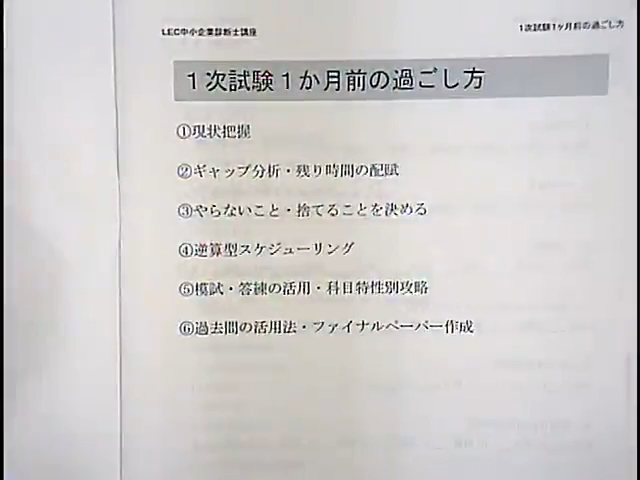 LEC中小企業診断士講座
1次試験1ヶ月前の過ごし方
1次試験1か月前の過ごし方
①現状把握
②ギャップ分析・残り時間の配賦
③やらないこと・捨てることを決める
④逆算型スケジューリング
⑤模試・答練の活用・科目特性別攻略
⑥過去問の活用法・ファイナルペーパー作成